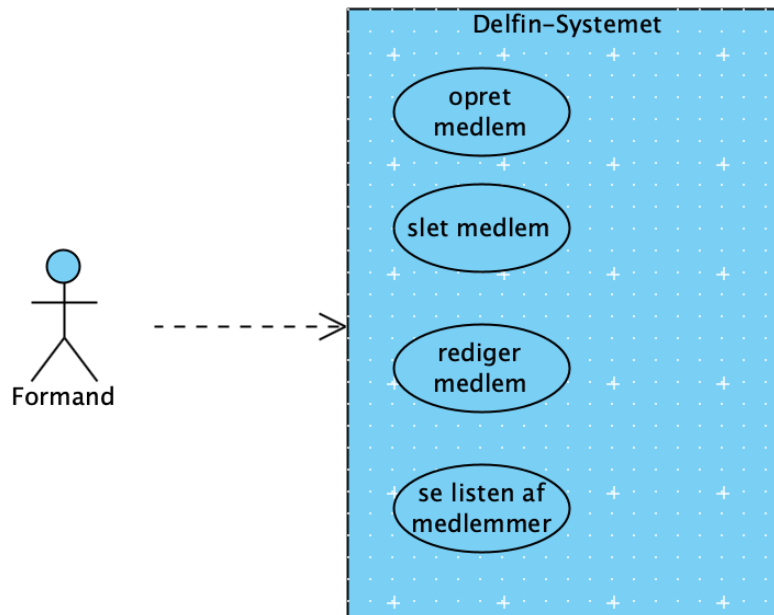 Delfin-Systemet
opret
medlem
slet medlem
rediger
medlem
Formand
se listen af
medlemmer